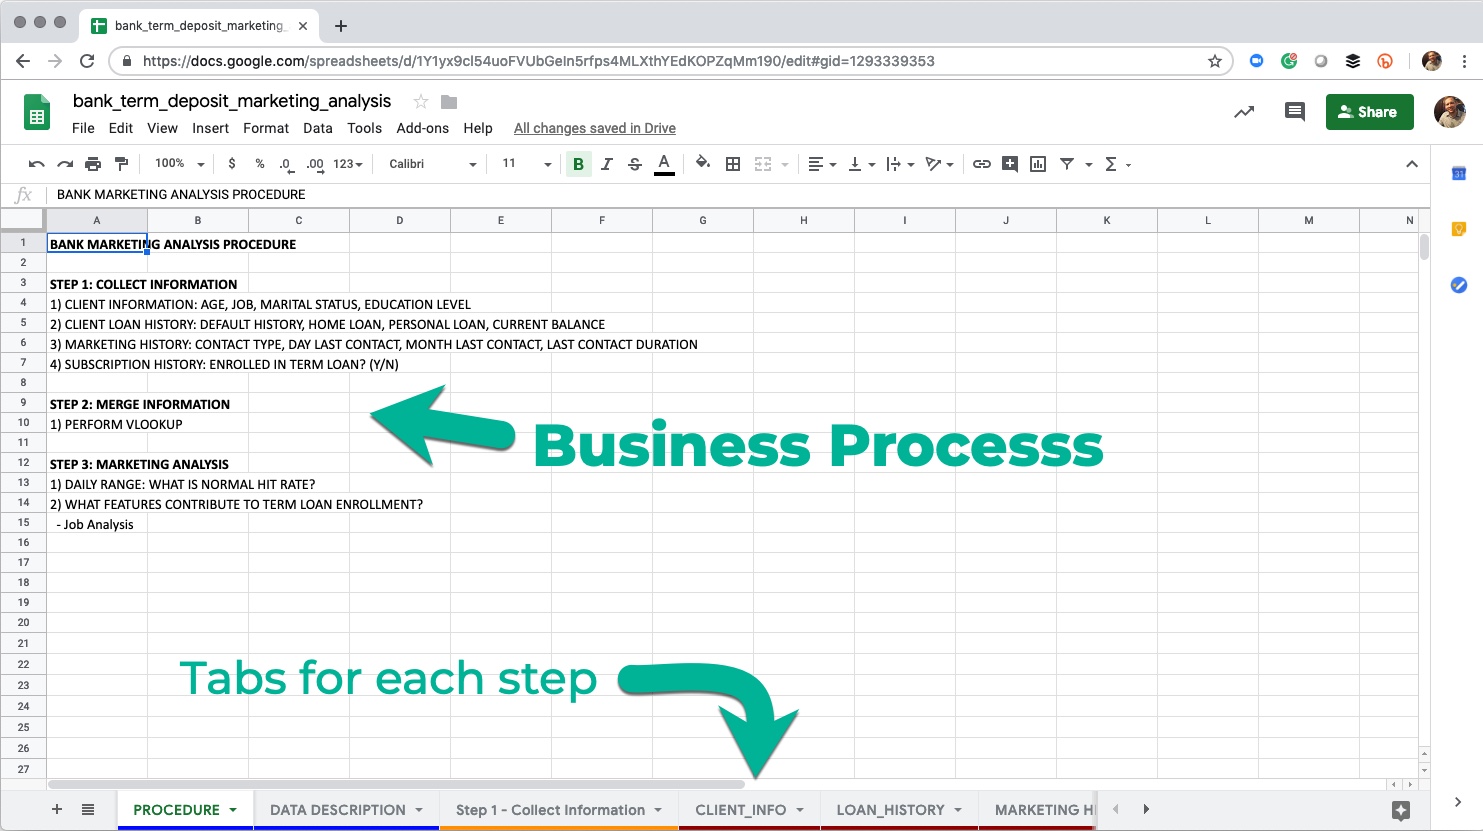 bank_term_deposit_marketing_
https://docs.google.com/spreadsheets/d/1Y1yx9cl54uoFVUbGeln5rfps4MLXthYEdKOPZqMm190/edit#gid=1293339353
bank_term_deposit_marketing_analysis
File Edit View Insert Format Data Tools Add-ons Help All changes saved in Drive
Share
100% $ % .0 .00 123 Calibri 11 B I S A
31
fx BANK MARKETING ANALYSIS PROCEDURE
A B C D E F G H I J K L M N
1 BANK MARKETING ANALYSIS PROCEDURE
2
3 STEP 1: COLLECT INFORMATION
4 1) CLIENT INFORMATION: AGE, JOB, MARITAL STATUS, EDUCATION LEVEL
5 2) CLIENT LOAN HISTORY: DEFAULT HISTORY, HOME LOAN, PERSONAL LOAN, CURRENT BALANCE
6 3) MARKETING HISTORY: CONTACT TYPE, DAY LAST CONTACT, MONTH LAST CONTACT, LAST CONTACT DURATION
7 4) SUBSCRIPTION HISTORY: ENROLLED IN TERM LOAN? (Y/N)
8
9 STEP 2: MERGE INFORMATION
10 1) PERFORM VLOOKUP
11
Business Processs
12 STEP 3: MARKETING ANALYSIS
13 1) DAILY RANGE: WHAT IS NORMAL HIT RATE?
14 2) WHAT FEATURES CONTRIBUTE TO TERM LOAN ENROLLMENT?
15 - Job Analysis
16
17
18
19
20
21
22
Tabs for each step
23
24
25
26
27
PROCEDURE DATA DESCRIPTION Step 1 - Collect Information CLIENT_INFO LOAN_HISTORY MARKETING H